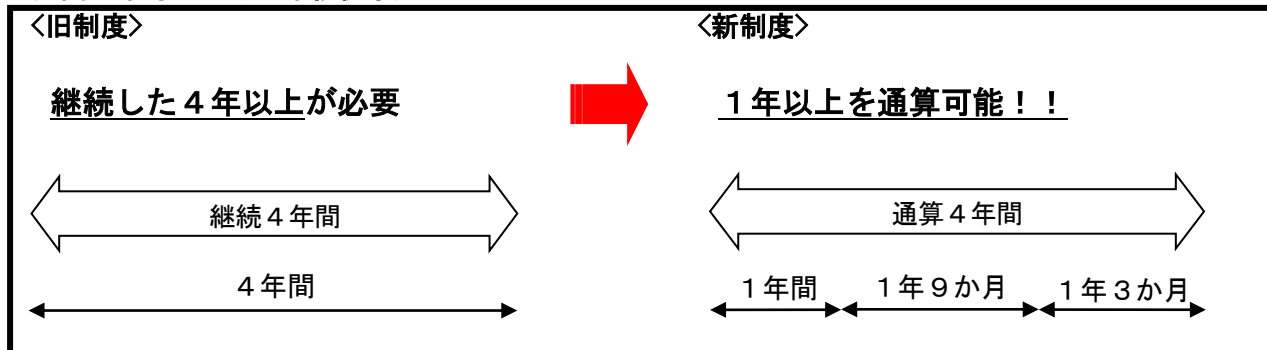 〈旧制度〉
継続した４年以上が必要
継続４年間
４年間
〈新制度〉
１年以上を通算可能！！
通算４年間
１年間
１年９か月
１年３か月